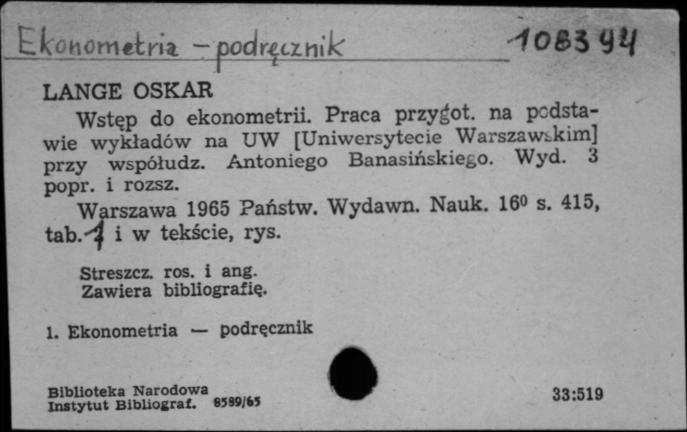 Ekonometria - podręcznik 108394
LANGE OSKAR
Wstęp do ekonometrii. Praca przygot. na podsta-
wie wykładów na UW [Uniwersytecie Warszawskim]
przy współudz. Antoniego Banasińskiego. Wyd. 3
popr. i rozsz.
Warszawa 1965 Państw. Wydawn. Nauk. 16⁰ s. 415,
tab. 1 i w tekście, rys.
Streszcz. ros. i ang.
Zawiera bibliografię.
1. Ekonometria — podręcznik
Biblioteka Narodowa
Instytut Bibliograf. 8589/65 33:519